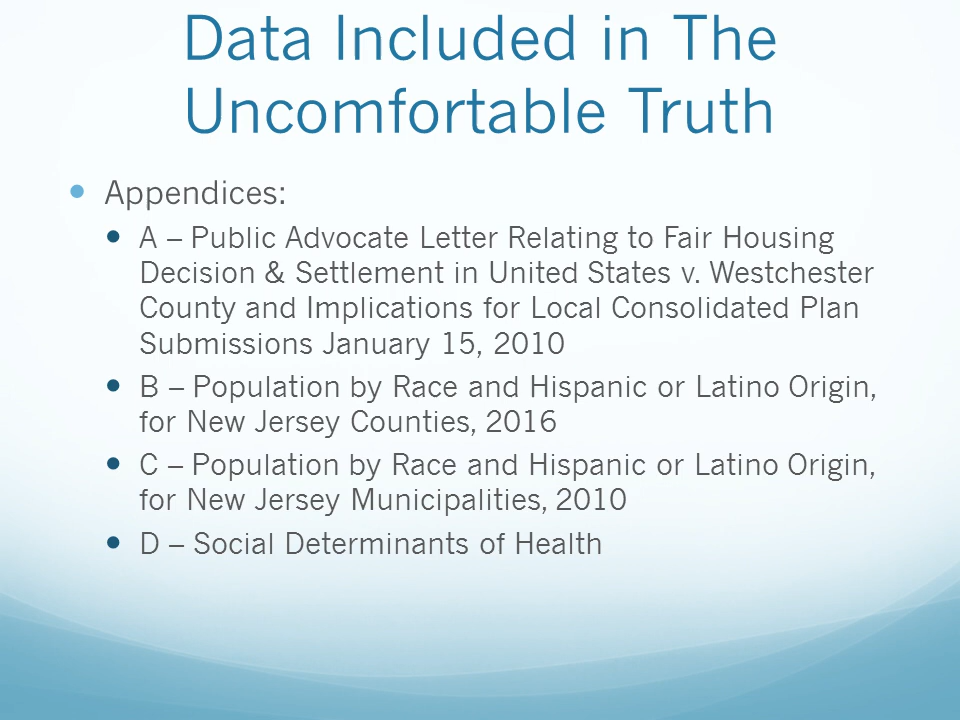 Data Included in The
Uncomfortable Truth
• Appendices:
• A – Public Advocate Letter Relating to Fair Housing
Decision & Settlement in United States v. Westchester
County and Implications for Local Consolidated Plan
Submissions January 15, 2010
• B – Population by Race and Hispanic or Latino Origin,
for New Jersey Counties, 2016
• C – Population by Race and Hispanic or Latino Origin,
for New Jersey Municipalities, 2010
• D – Social Determinants of Health